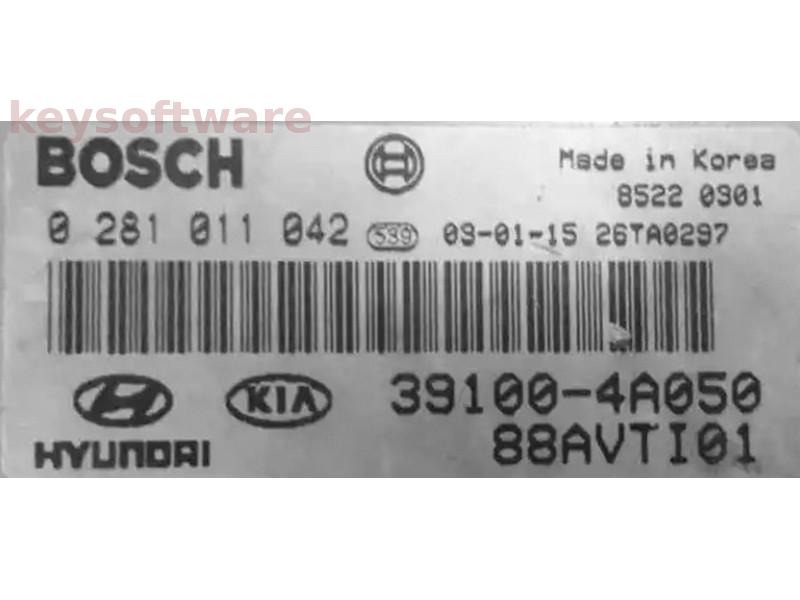 keysoftware
BOSCH
Made in Korea
8522 0301
0 281 011 042 539 03-01-15 26TA0297
KIA 39100-4A050
HYUNDAI 88AVTI01